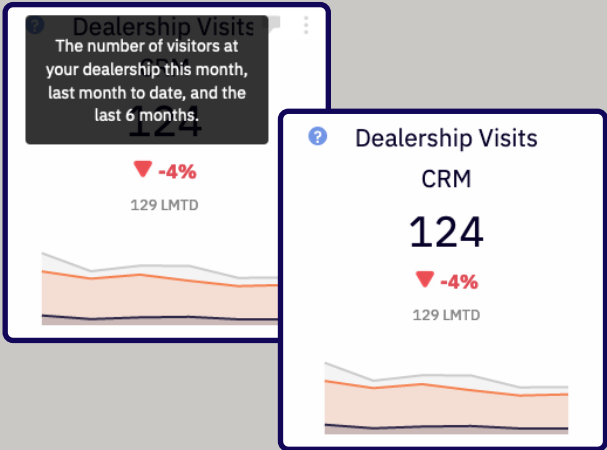 Dealership Visits
The number of visitors at
your dealership this month,
last month to date, and the
last 6 months.
CRM
124
-4%
129 LMTD
?
Dealership Visits
CRM
124
-4%
129 LMTD